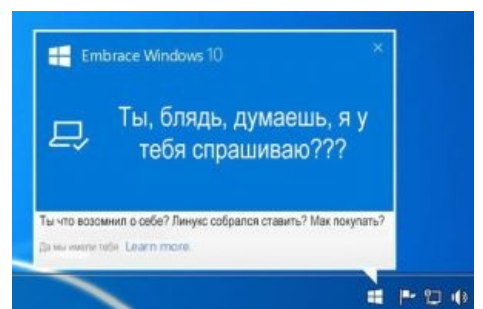 Embrace Windows 10
Ты, блядь, думаешь, я у
тебя спрашиваю???
Ты что возомнил о себе? Линукс собрался ставить? Мак покупать?
Да мы имели тебя Learn more.